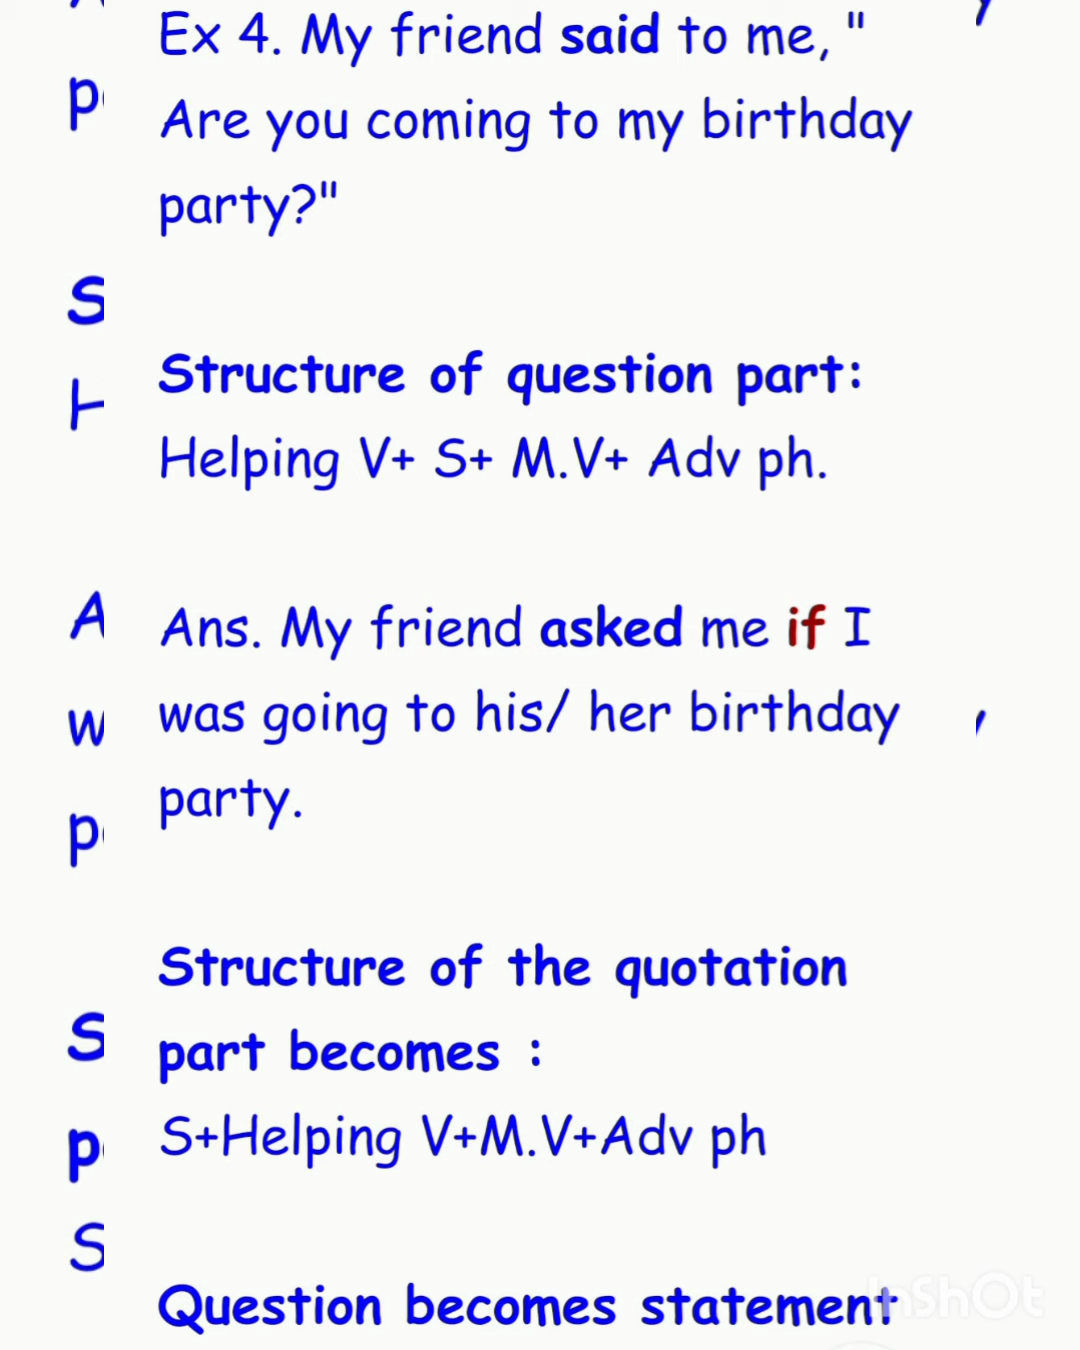 Ex 4. My friend said to me, "
Are you coming to my birthday
party?"
Structure of question part:
Helping V+ S+ M.V+ Adv ph.
Ans. My friend asked me if I
was going to his/ her birthday
party.
Structure of the quotation
part becomes :
S+Helping V+M.V+Adv ph
Question becomes statement
InShOt